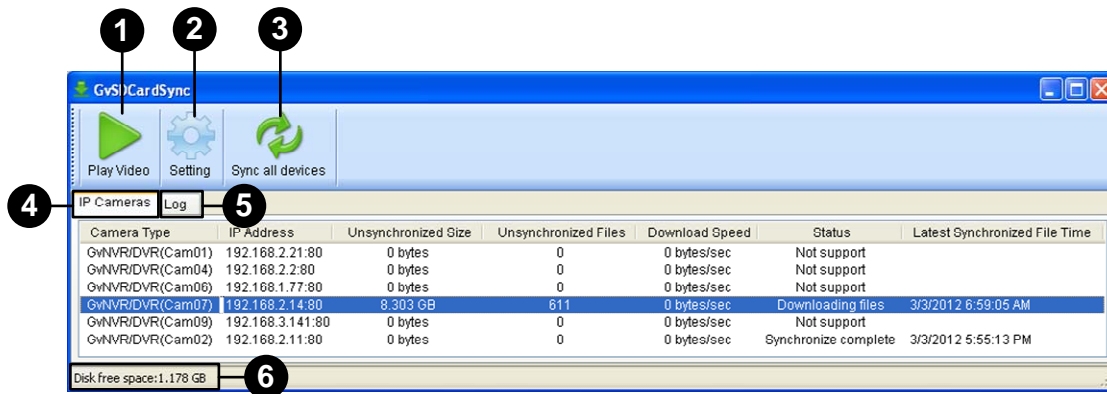 1 2 3
GvSDCardSync
Play Video Setting Sync all devices
4 IP Cameras Log 5
Camera Type IP Address Unsynchronized Size Unsynchronized Files Download Speed Status Latest Synchronized File Time
GvNVR/DVR(Cam01) 192.168.2.21:80 0 bytes 0 0 bytes/sec Not support
GvNVR/DVR(Cam04) 192.168.2.2:80 0 bytes 0 0 bytes/sec Not support
GvNVR/DVR(Cam06) 192.168.1.77:80 0 bytes 0 0 bytes/sec Not support
GvNVR/DVR(Cam07) 192.168.2.14:80 8.303 GB 611 0 bytes/sec Downloading files 3/3/2012 6:59:05 AM
GvNVR/DVR(Cam09) 192.168.3.141:80 0 bytes 0 0 bytes/sec Not support
GvNVR/DVR(Cam02) 192.168.2.11:80 0 bytes 0 0 bytes/sec Synchronize complete 3/3/2012 5:55:13 PM
Disk free space:1.178 GB 6